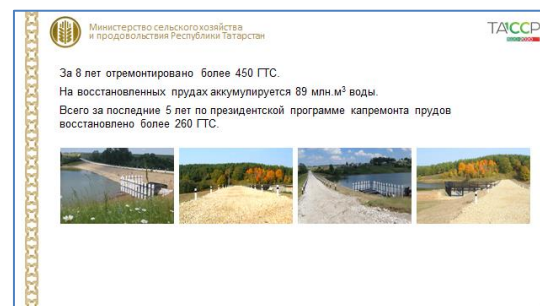 Министерство сельского хозяйства
и продовольствия Республики Татарстан
ТАССР
За 8 лет отремонтировано более 450 ГТС.
На восстановленных прудах аккумулируется 89 млн.м³ воды.
Всего за последние 5 лет по президентской программе капремонта прудов
восстановлено более 260 ГТС.